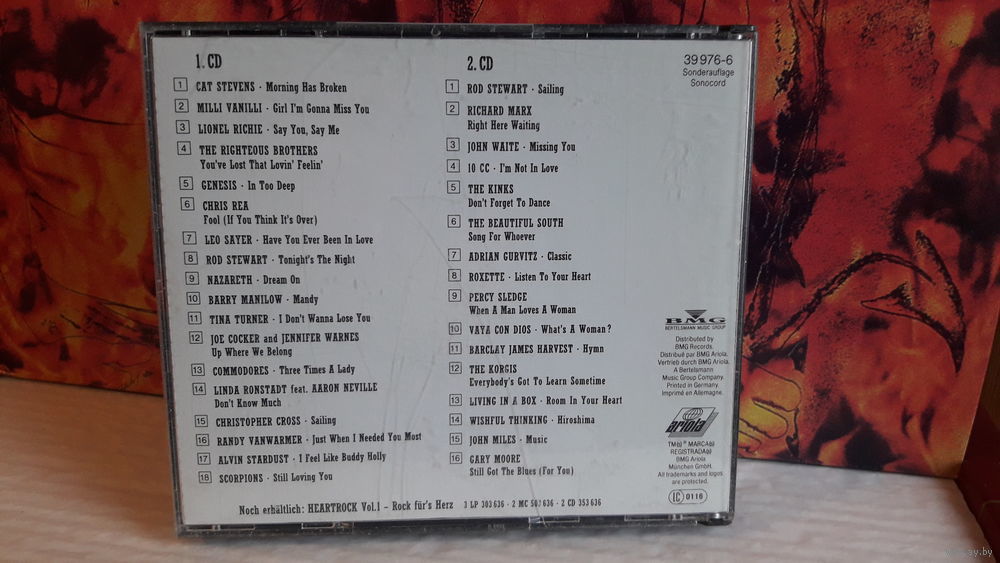 1. CD
1 CAT STEVENS · Morning Has Broken
2 MILLI VANILLI · Girl I'm Gonna Miss You
3 LIONEL RICHIE · Say You, Say Me
4 THE RIGHTEOUS BROTHERS
You've Lost That Lovin' Feelin'
5 GENESIS · In Too Deep
6 CHRIS REA
Fool (If You Think It's Over)
7 LEO SAYER · Have You Ever Been In Love
8 ROD STEWART · Tonight's The Night
9 NAZARETH · Dream On
10 BARRY MANILOW · Mandy
11 TINA TURNER · I Don't Wanna Lose You
12 JOE COCKER and JENNIFER WARNES
Up Where We Belong
13 COMMODORES · Three Times A Lady
14 LINDA RONSTADT feat. AARON NEVILLE
Don't Know Much
15 CHRISTOPHER CROSS · Sailing
16 RANDY VANWARMER · Just When I Needed You Most
17 ALVIN STARDUST · I Feel Like Buddy Holly
18 SCORPIONS · Still Loving You
2. CD
1 ROD STEWART · Sailing
2 RICHARD MARX
Right Here Waiting
3 JOHN WAITE · Missing You
4 10 CC · I'm Not In Love
5 THE KINKS
Don't Forget To Dance
6 THE BEAUTIFUL SOUTH
Song For Whoever
7 ADRIAN GURVITZ · Classic
8 ROXETTE · Listen To Your Heart
9 PERCY SLEDGE
When A Man Loves A Woman
10 VAYA CON DIOS · What's A Woman?
11 BARCLAY JAMES HARVEST · Hymn
12 THE KORGIS
Everybody's Got To Learn Sometime
13 LIVING IN A BOX · Room In Your Heart
14 WISHFUL THINKING · Hiroshima
15 JOHN MILES · Music
16 GARY MOORE
Still Got The Blues (For You)
39 976-6
Sonderauflage
Sonocord
BMG
BERTELSMANN MUSIC GROUP
Distributed by
BMG Records.
Distribué par BMG Ariola.
Vertrieb durch BMG Ariola.
A Bertelsmann
Music Group Company.
Printed in Germany.
Imprimé en Allemagne.
ariola
TM(s) ® MARCA(s)
REGISTRADA(s)
BMG Ariola
München GmbH.
All trademarks and logos
are protected.
IC 0116
Noch erhältlich: HEARTROCK Vol.1 – Rock für's Herz 3 LP 303 636 · 2 MC 503 636 · 2 CD 353 636